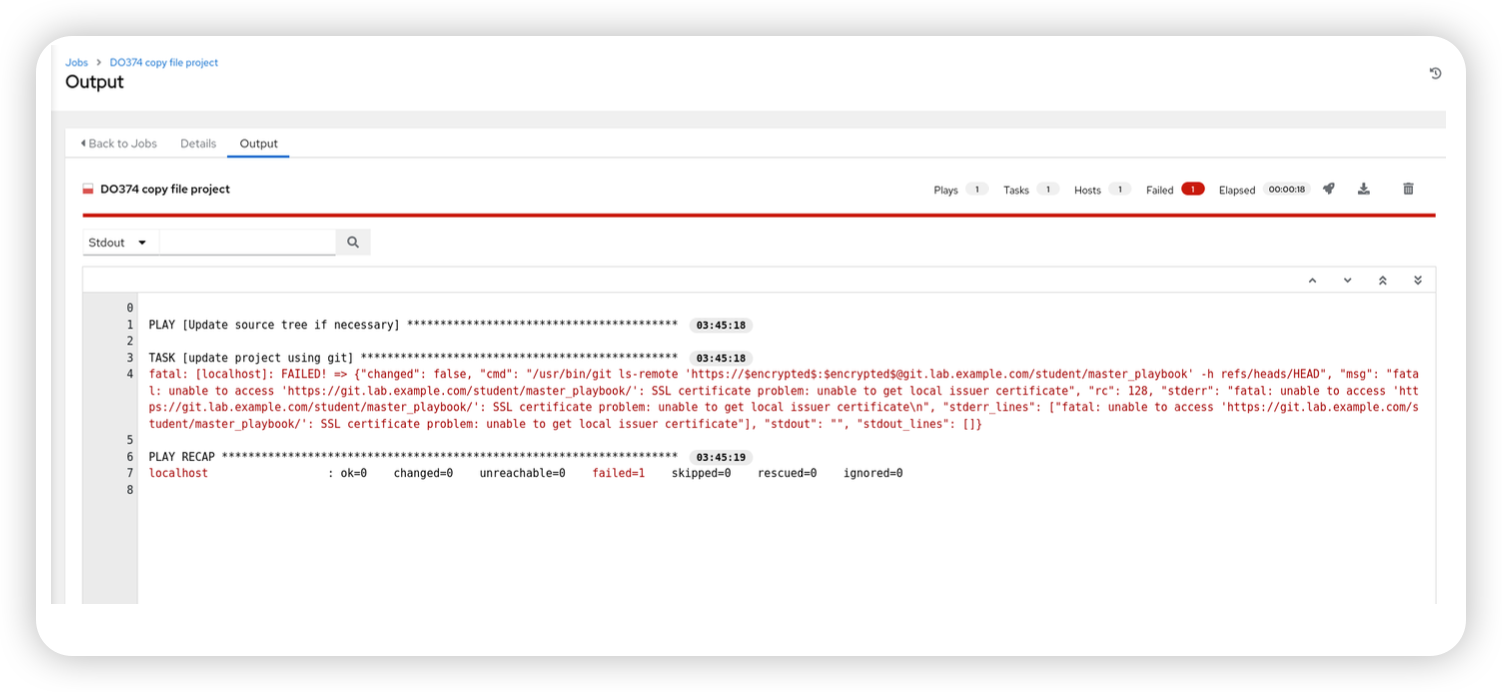 Jobs > DO374 copy file project
Output
Back to Jobs Details Output
DO374 copy file project Plays 1 Tasks 1 Hosts 1 Failed 1 Elapsed 00:00:18
Stdout
0
1 PLAY [Update source tree if necessary] ***************************************** 03:45:18
2
3 TASK [update project using git] ************************************************ 03:45:18
4 fatal: [localhost]: FAILED! => {"changed": false, "cmd": "/usr/bin/git ls-remote 'https://$encrypted$:$encrypted$@git.lab.example.com/student/master_playbook' -h refs/heads/HEAD", "msg": "fata
l: unable to access 'https://git.lab.example.com/student/master_playbook/': SSL certificate problem: unable to get local issuer certificate", "rc": 128, "stderr": "fatal: unable to access 'htt
ps://git.lab.example.com/student/master_playbook/': SSL certificate problem: unable to get local issuer certificate\n", "stderr_lines": ["fatal: unable to access 'https://git.lab.example.com/s
tudent/master_playbook/': SSL certificate problem: unable to get local issuer certificate"], "stdout": "", "stdout_lines": []}
5
6 PLAY RECAP ********************************************************************* 03:45:19
7 localhost : ok=0 changed=0 unreachable=0 failed=1 skipped=0 rescued=0 ignored=0
8